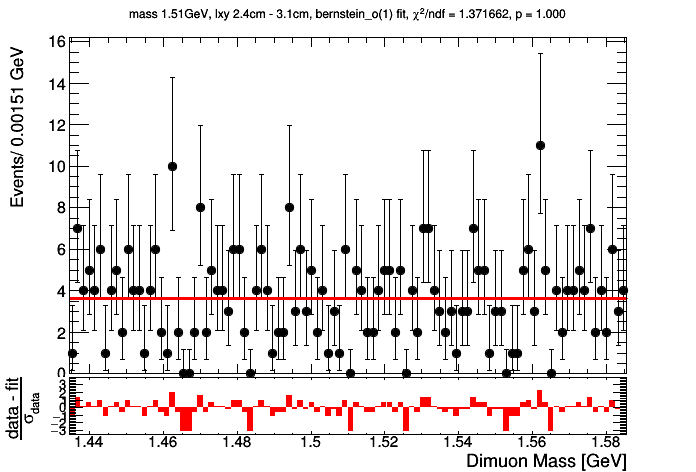 mass 1.51GeV, lxy 2.4cm - 3.1cm, bernstein_o(1) fit, χ²/ndf = 1.371662, p = 1.000
Events/ 0.00151 GeV
16
14
12
10
8
6
4
2
0
data - fit
σdata
3
2
1
0
−1
−2
−3
1.44 1.46 1.48 1.5 1.52 1.54 1.56 1.58
Dimuon Mass [GeV]